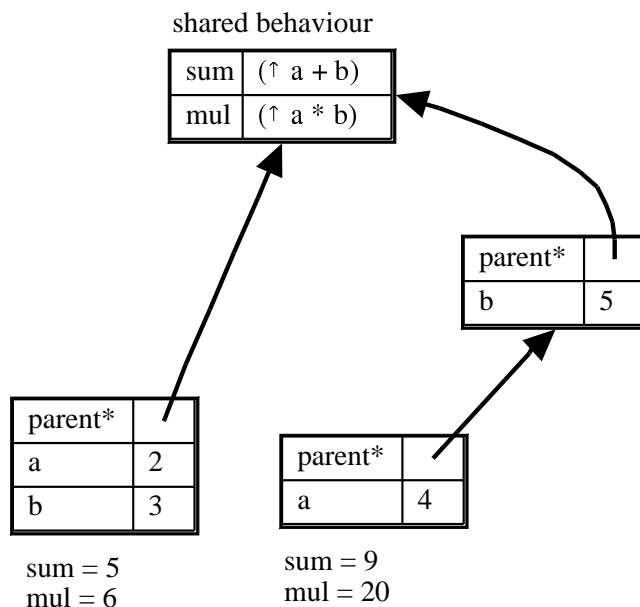 shared behaviour
sum (↑ a + b)
mul (↑ a * b)
parent*
b 5
parent*
a 2
b 3
sum = 5
mul = 6
parent*
a 4
sum = 9
mul = 20